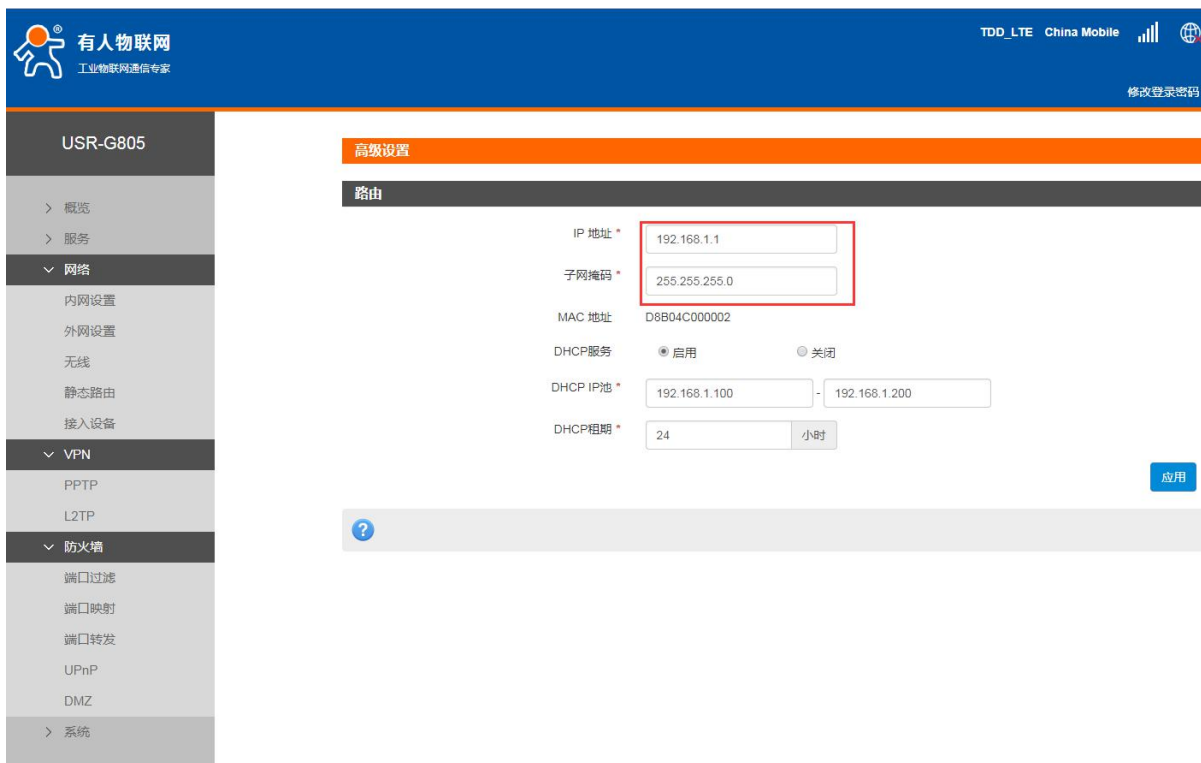 有人物联网
®
工业物联网通信专家
TDD_LTE China Mobile
修改登录密码
USR-G805
概览
服务
网络
内网设置
外网设置
无线
静态路由
接入设备
VPN
PPTP
L2TP
防火墙
端口过滤
端口映射
端口转发
UPnP
DMZ
系统
高级设置
路由
IP 地址 * 192.168.1.1
子网掩码 * 255.255.255.0
MAC 地址 D8B04C000002
DHCP服务 启用 关闭
DHCP IP池 * 192.168.1.100 - 192.168.1.200
DHCP租期 * 24 小时
应用
?